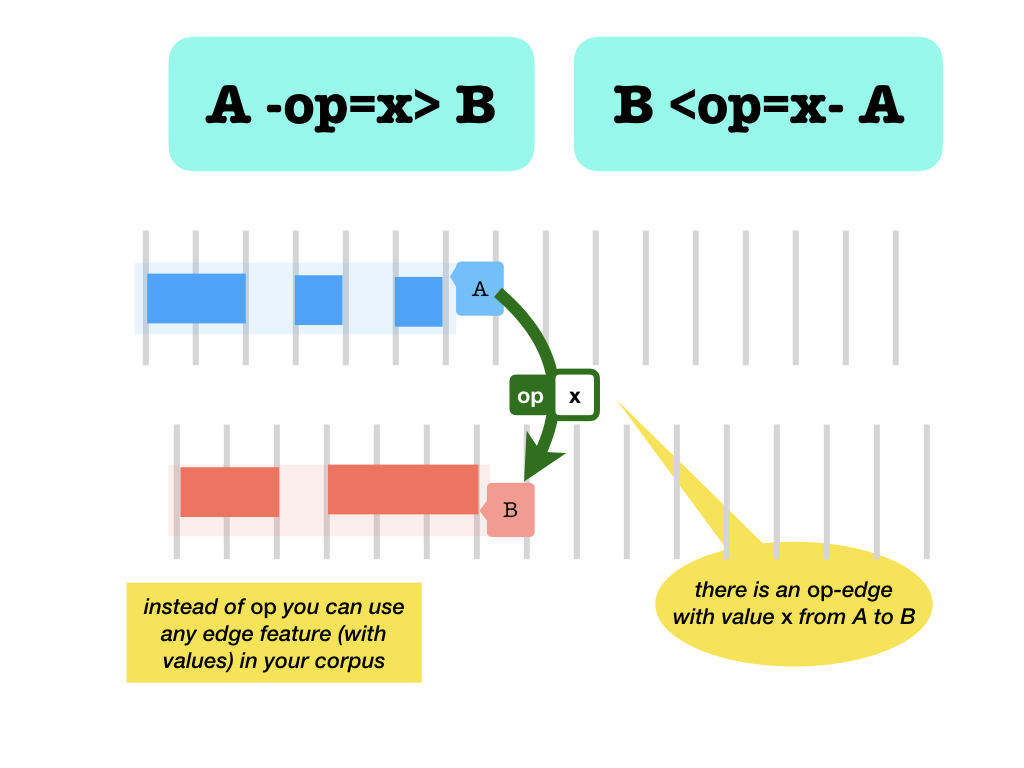 A -op=x> B
B <op=x- A
A
op x
B
instead of op you can use
any edge feature (with
values) in your corpus
there is an op-edge
with value x from A to B